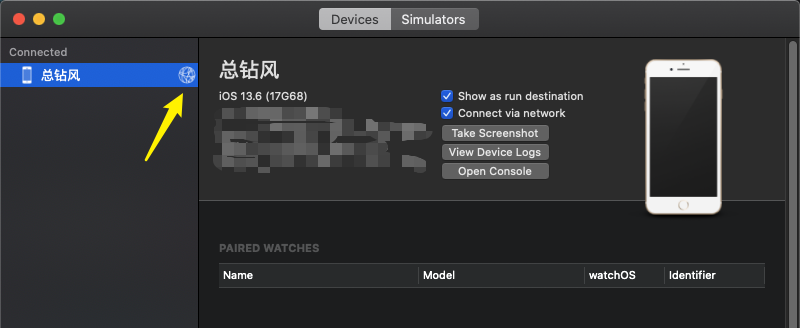 Devices Simulators
Connected
总钻风
总钻风
iOS 13.6 (17G68)
Show as run destination
Connect via network
Take Screenshot
View Device Logs
Open Console
PAIRED WATCHES
Name Model watchOS Identifier